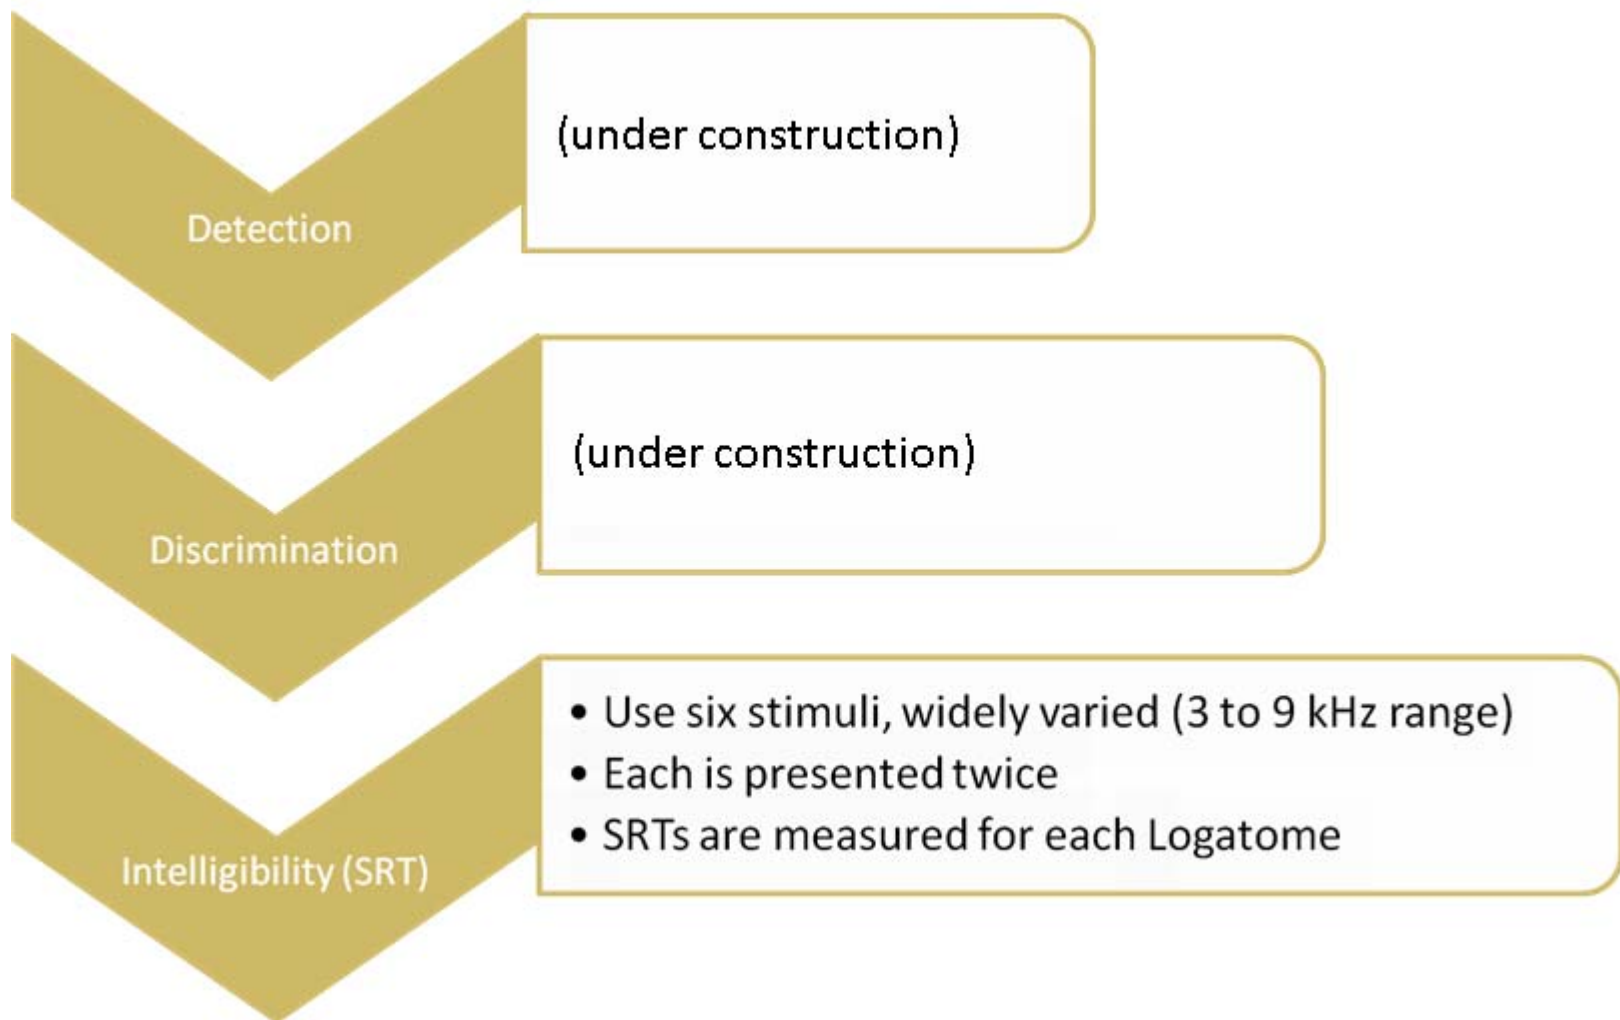 Detection
(under construction)
Discrimination
(under construction)
Intelligibility (SRT)
• Use six stimuli, widely varied (3 to 9 kHz range)
• Each is presented twice
• SRTs are measured for each Logatome